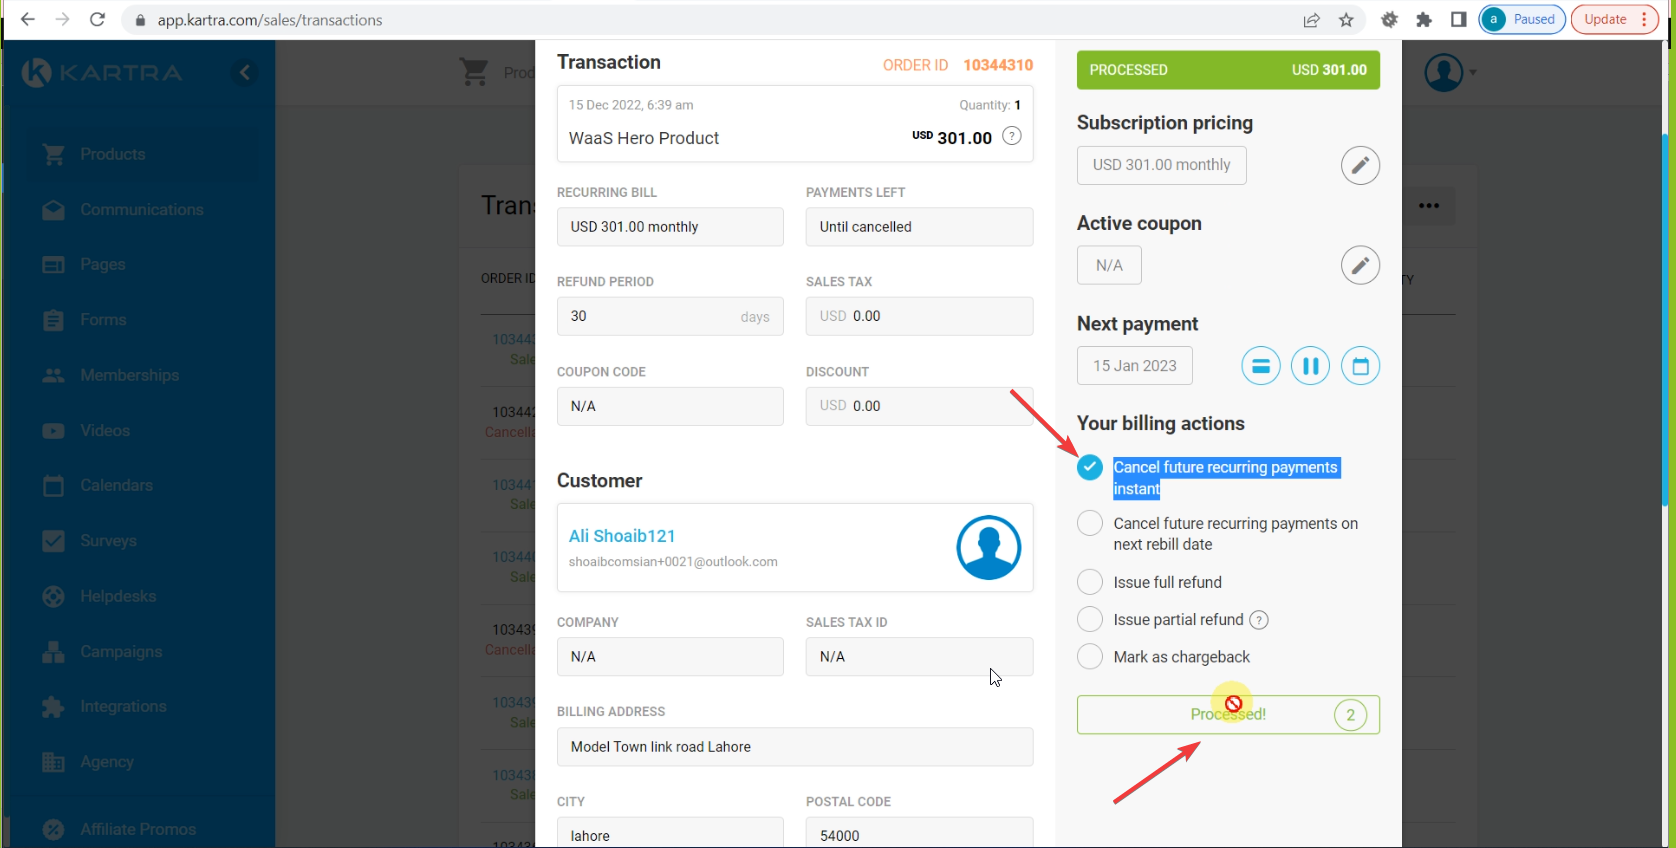 app.kartra.com/sales/transactions
Paused
Update
KARTRA
Products
Communications
Pages
Forms
Memberships
Videos
Calendars
Surveys
Helpdesks
Campaigns
Integrations
Agency
Affiliate Promos
Prod
Tran
ORDER ID
10344
Sale
10344
Cancella
10344
Sale
10344
Sale
10343
Cancella
10343
Sale
10343
Sale
TY
Transaction
ORDER ID 10344310
15 Dec 2022, 6:39 am
Quantity: 1
WaaS Hero Product
USD 301.00 ?
RECURRING BILL
PAYMENTS LEFT
USD 301.00 monthly
Until cancelled
REFUND PERIOD
SALES TAX
30 days
USD 0.00
COUPON CODE
DISCOUNT
N/A
USD 0.00
Customer
Ali Shoaib121
shoaibcomsian+0021@outlook.com
COMPANY
SALES TAX ID
N/A
N/A
BILLING ADDRESS
Model Town link road Lahore
CITY
POSTAL CODE
lahore
54000
PROCESSED USD 301.00
Subscription pricing
USD 301.00 monthly
Active coupon
N/A
Next payment
15 Jan 2023
Your billing actions
Cancel future recurring payments
instant
Cancel future recurring payments on
next rebill date
Issue full refund
Issue partial refund ?
Mark as chargeback
Processed! 2